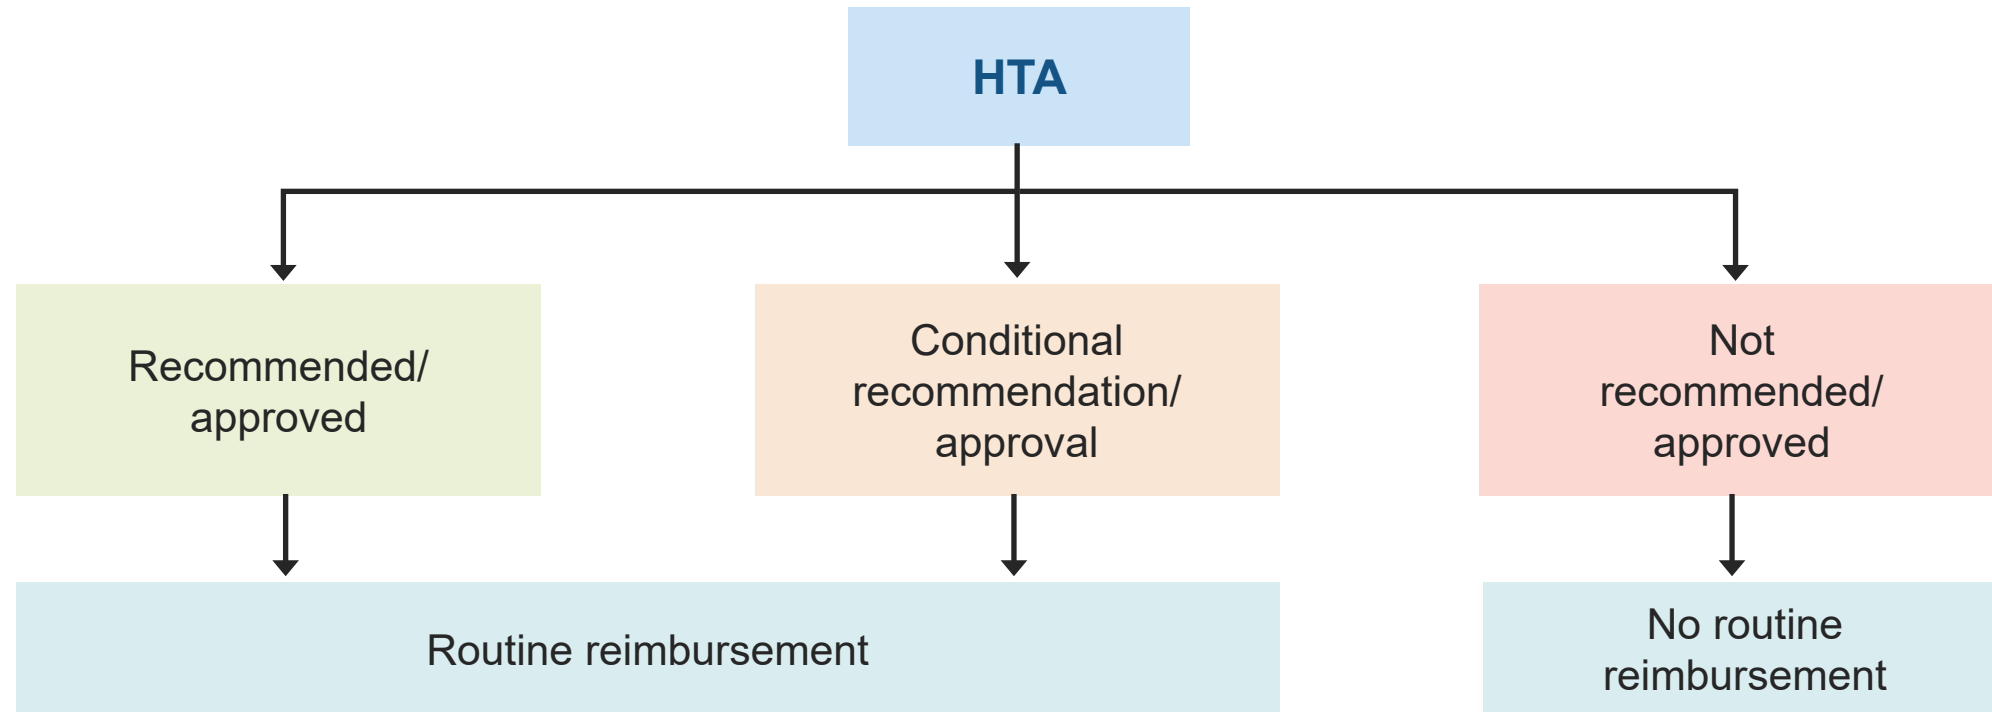 HTA
Recommended/
approved
Conditional
recommendation/
approval
Not
recommended/
approved
Routine reimbursement
No routine
reimbursement